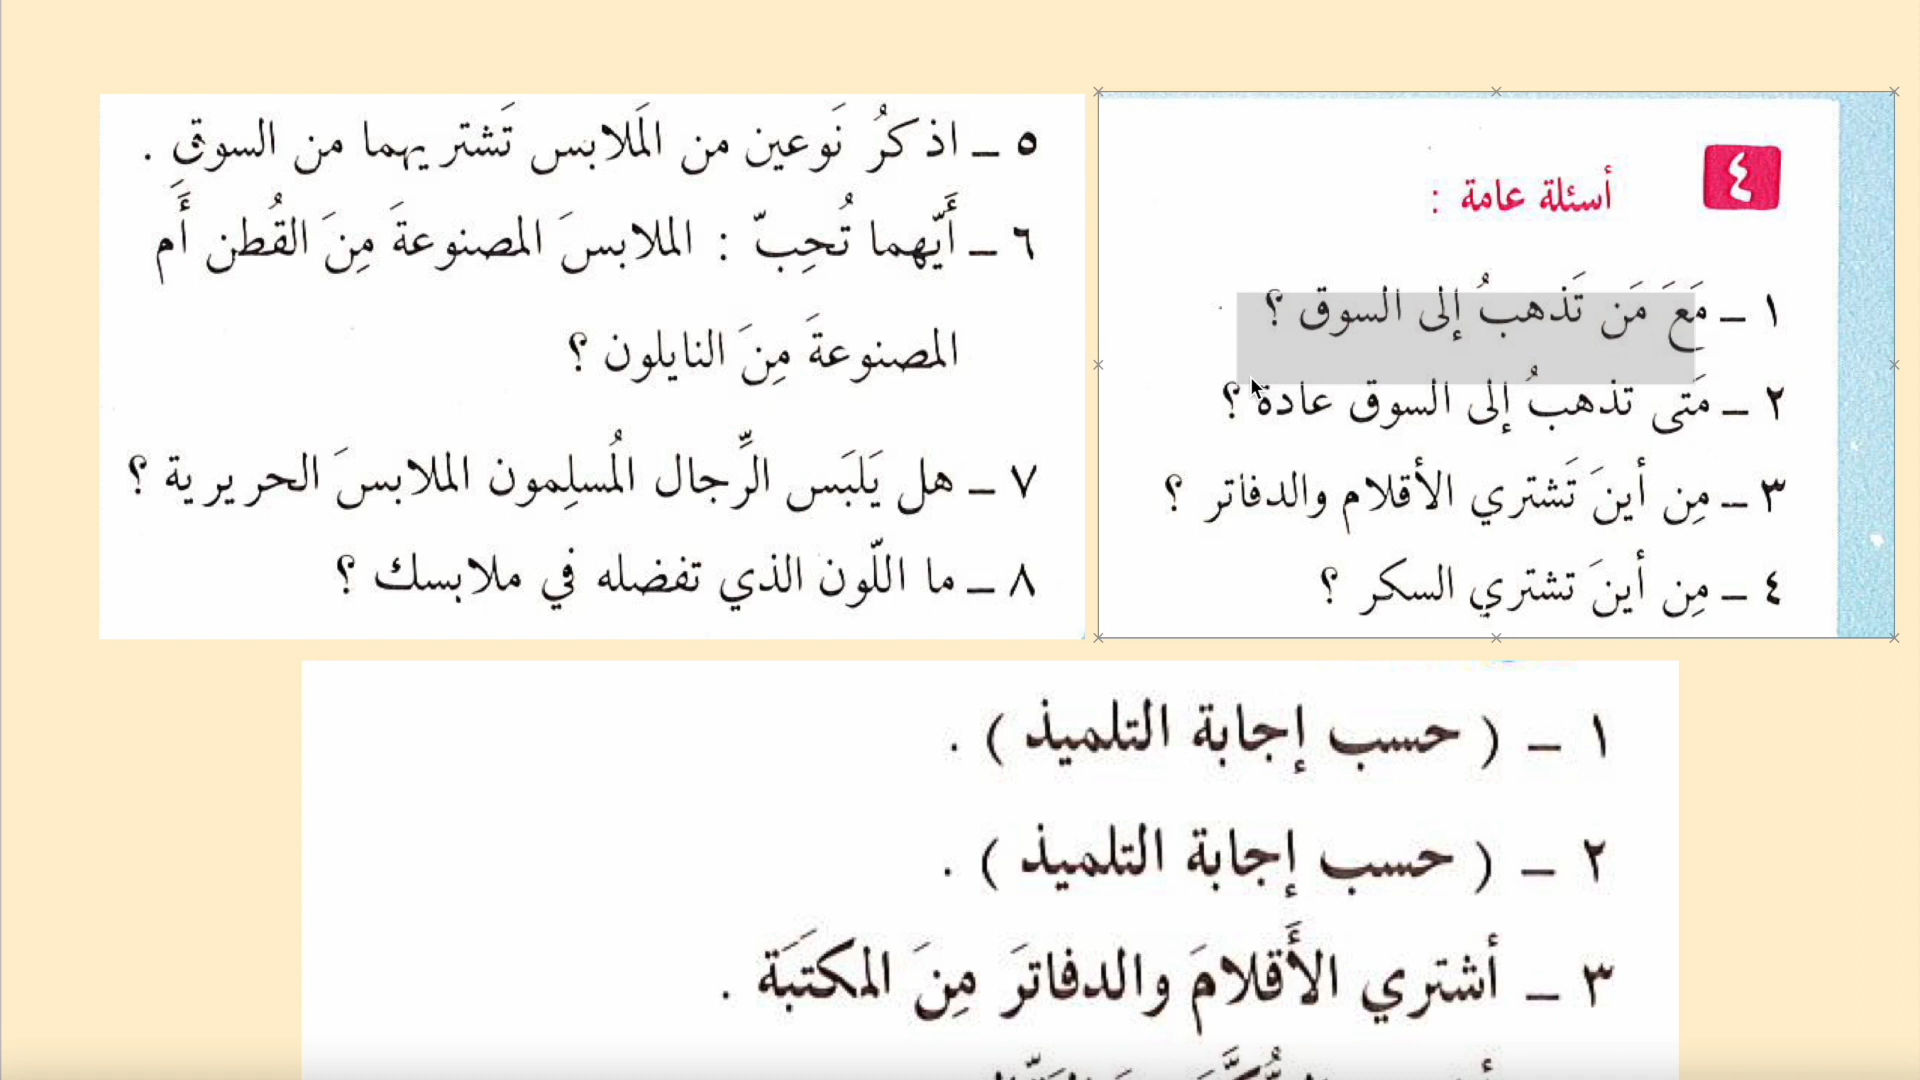 ٤
أسئلة عامة :
١ ـ مَعَ مَن تَذهبُ إلى السوق ؟
٢ ـ مَتى تذهبُ إلى السوق عادة ؟
٣ ـ مِن أينَ تَشتري الأقلام والدفاتر ؟
٤ ـ مِن أينَ تشتري السكر ؟
٥ ـ اذكرُ نَوعين من المَلابس تَشتريهما من السوقِ .
٦ ـ أَيّهما تُحِبّ : الملابسَ المصنوعةَ مِنَ القُطن أَم
المصنوعةَ مِنَ النايلون ؟
٧ ـ هل يَلبَس الرِّجال المُسلِمون الملابسَ الحريرية ؟
٨ ـ ما اللّون الذي تفضله في ملابسك ؟
١ ـ ( حسب إجابة التلميذ ) .
٢ ـ ( حسب إجابة التلميذ ) .
٣ ـ أشتري الأَقلامَ والدفاترَ مِنَ المكتبَة .